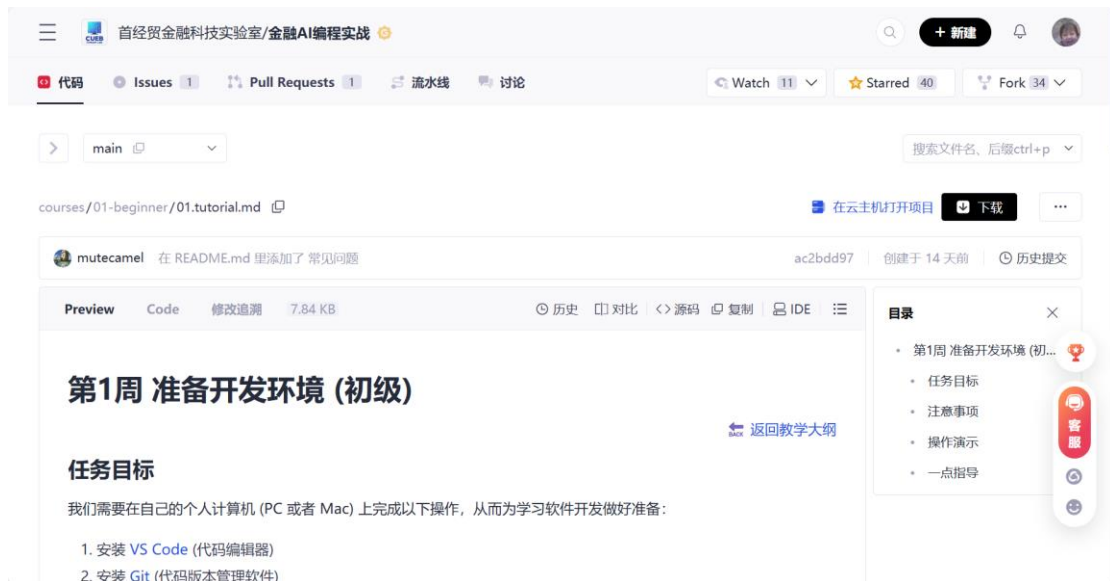 CUEB 首经贸金融科技实验室/金融AI编程实战 + 新建
代码 Issues 1 Pull Requests 1 流水线 讨论 Watch 11 Starred 40 Fork 34
main 搜索文件名、后缀ctrl+p
courses/01-beginner/01.tutorial.md 在云主机打开项目 下载 ...
mutecamel 在 README.md 里添加了 常见问题 ac2bdd97 创建于 14 天前 历史提交
Preview Code 修改追溯 7.84 KB 历史 对比 源码 复制 IDE
目录
第1周 准备开发环境 (初...
任务目标
注意事项
操作演示
一点指导
客服
第1周 准备开发环境 (初级)
BACK 返回教学大纲
任务目标
我们需要在自己的个人计算机 (PC 或者 Mac) 上完成以下操作，从而为学习软件开发做好准备：
1. 安装 VS Code (代码编辑器)
2. 安装 Git (代码版本管理软件)